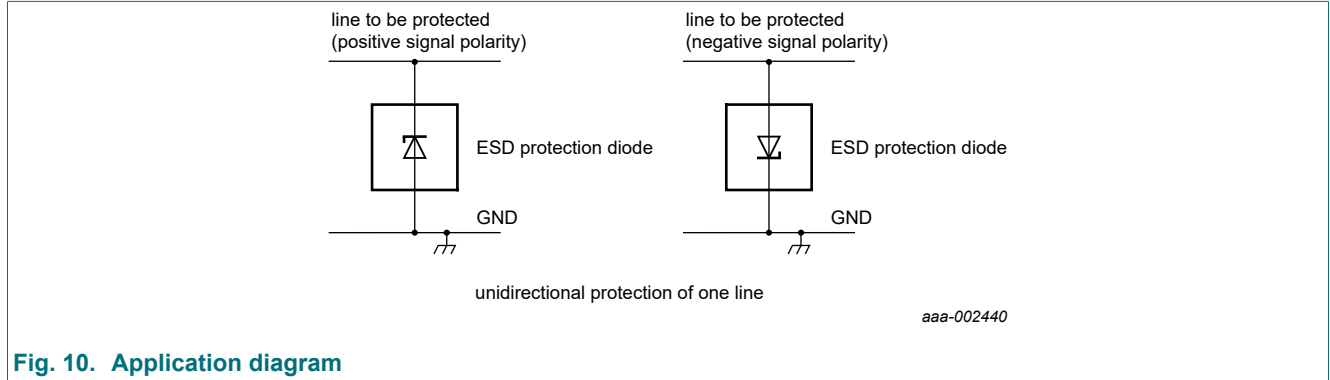 line to be protected
(positive signal polarity)
ESD protection diode
GND
line to be protected
(negative signal polarity)
ESD protection diode
GND
unidirectional protection of one line
aaa-002440
Fig. 10. Application diagram